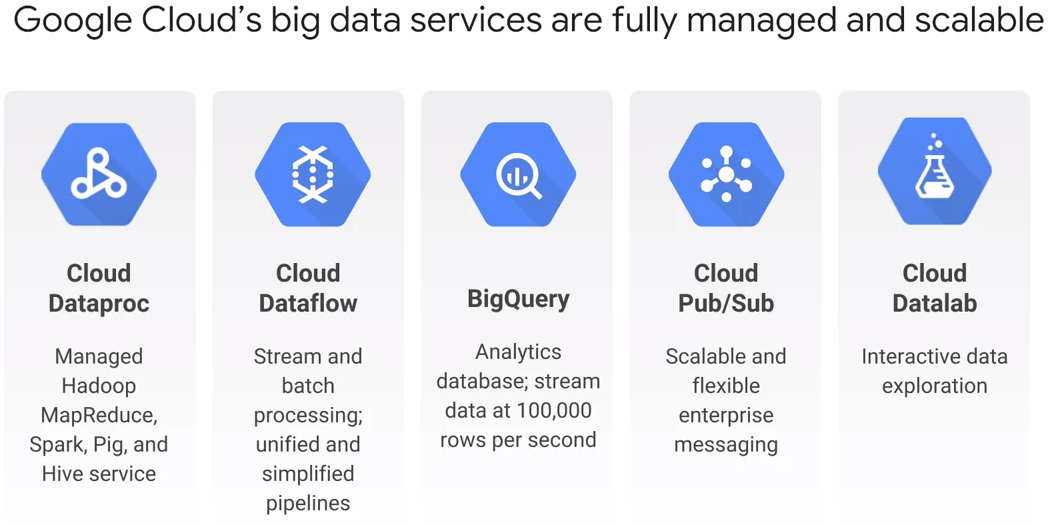 Google Cloud’s big data services are fully managed and scalable
Cloud
Dataproc
Managed
Hadoop
MapReduce,
Spark, Pig, and
Hive service
Cloud
Dataflow
Stream and
batch
processing;
unified and
simplified
pipelines
BigQuery
Analytics
database; stream
data at 100,000
rows per second
Cloud
Pub/Sub
Scalable and
flexible
enterprise
messaging
Cloud
Datalab
Interactive data
exploration